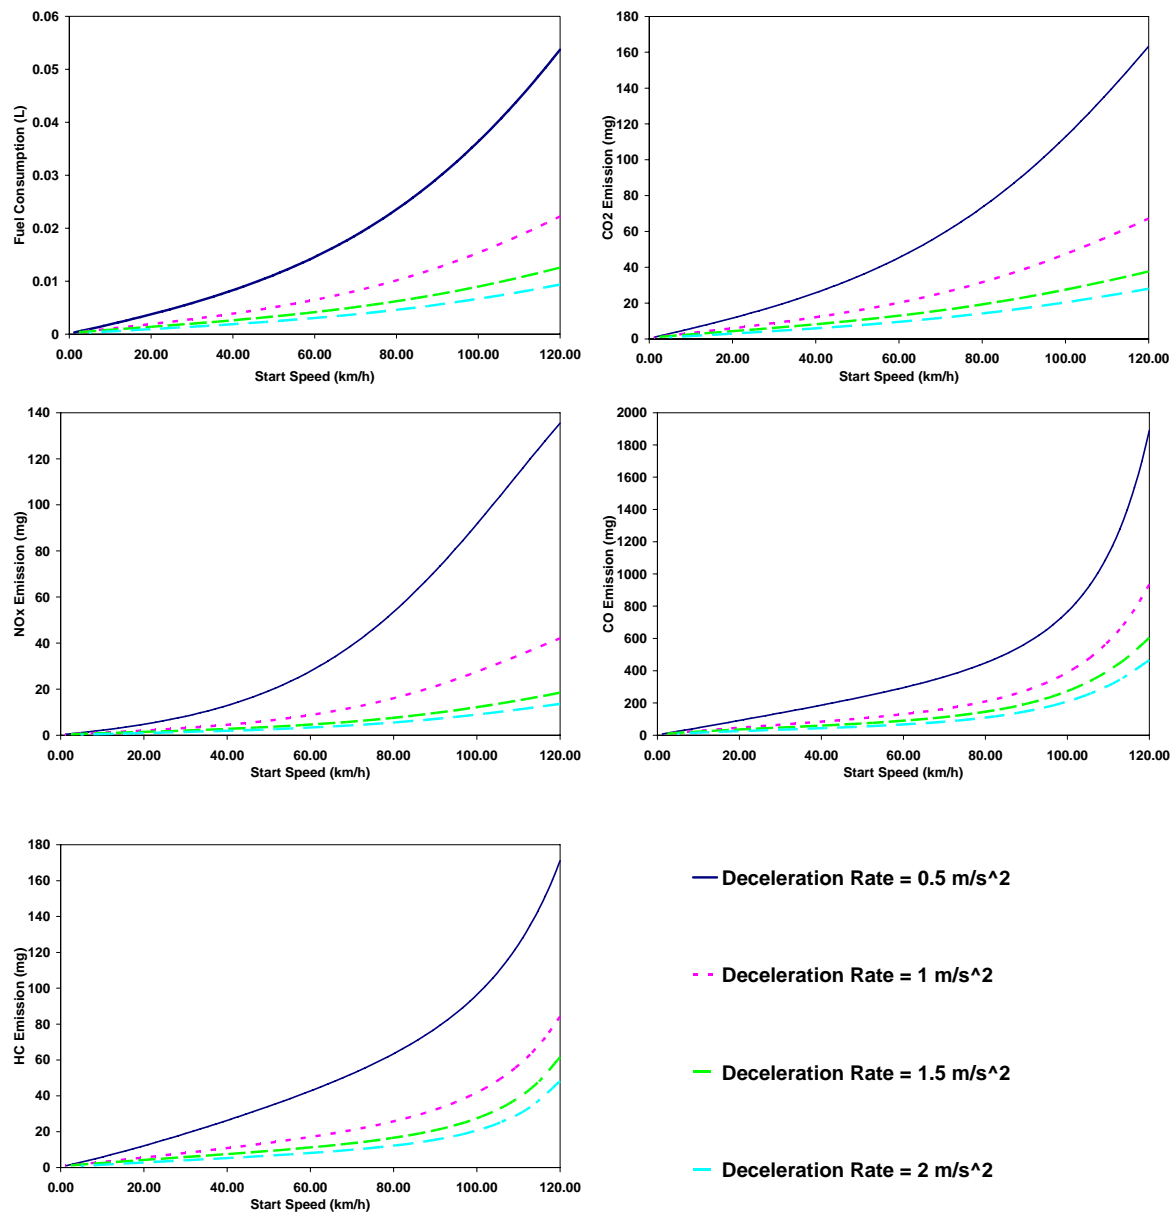 0.06
0.05
0.04
0.03
0.02
0.01
0
Fuel Consumption (L)
0.00 20.00 40.00 60.00 80.00 100.00 120.00
Start Speed (km/h)
180
160
140
120
100
80
60
40
20
0
CO2 Emission (mg)
0.00 20.00 40.00 60.00 80.00 100.00 120.00
Start Speed (km/h)
140
120
100
80
60
40
20
0
NOx Emission (mg)
0.00 20.00 40.00 60.00 80.00 100.00 120.00
Start Speed (km/h)
2000
1800
1600
1400
1200
1000
800
600
400
200
0
CO Emission (mg)
0.00 20.00 40.00 60.00 80.00 100.00 120.00
Start Speed (km/h)
180
160
140
120
100
80
60
40
20
0
HC Emission (mg)
0.00 20.00 40.00 60.00 80.00 100.00 120.00
Start Speed (km/h)
Deceleration Rate = 0.5 m/s^2
Deceleration Rate = 1 m/s^2
Deceleration Rate = 1.5 m/s^2
Deceleration Rate = 2 m/s^2